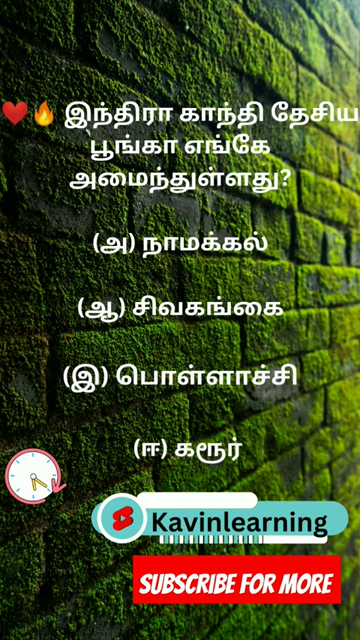 ❤️🔥 இந்திரா காந்தி தேசிய
பூங்கா எங்கே
அமைந்துள்ளது?
(அ) நாமக்கல்
(ஆ) சிவகங்கை
(இ) பொள்ளாச்சி
(ஈ) கரூர்
Kavinlearning
SUBSCRIBE FOR MORE